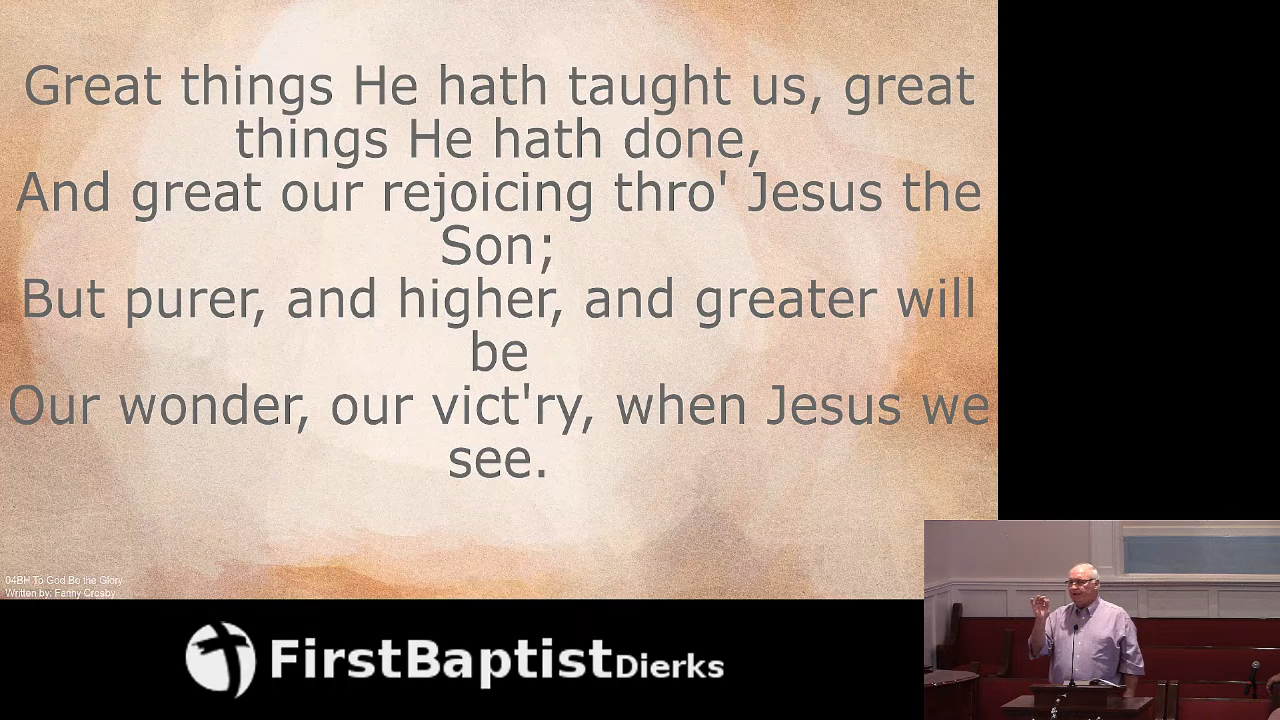 Great things He hath taught us, great
things He hath done,
And great our rejoicing thro' Jesus the
Son;
But purer, and higher, and greater will
be
Our wonder, our vict'ry, when Jesus we
see.
04BH To God Be the Glory
Written by: Fanny Crosby
FirstBaptistDierks